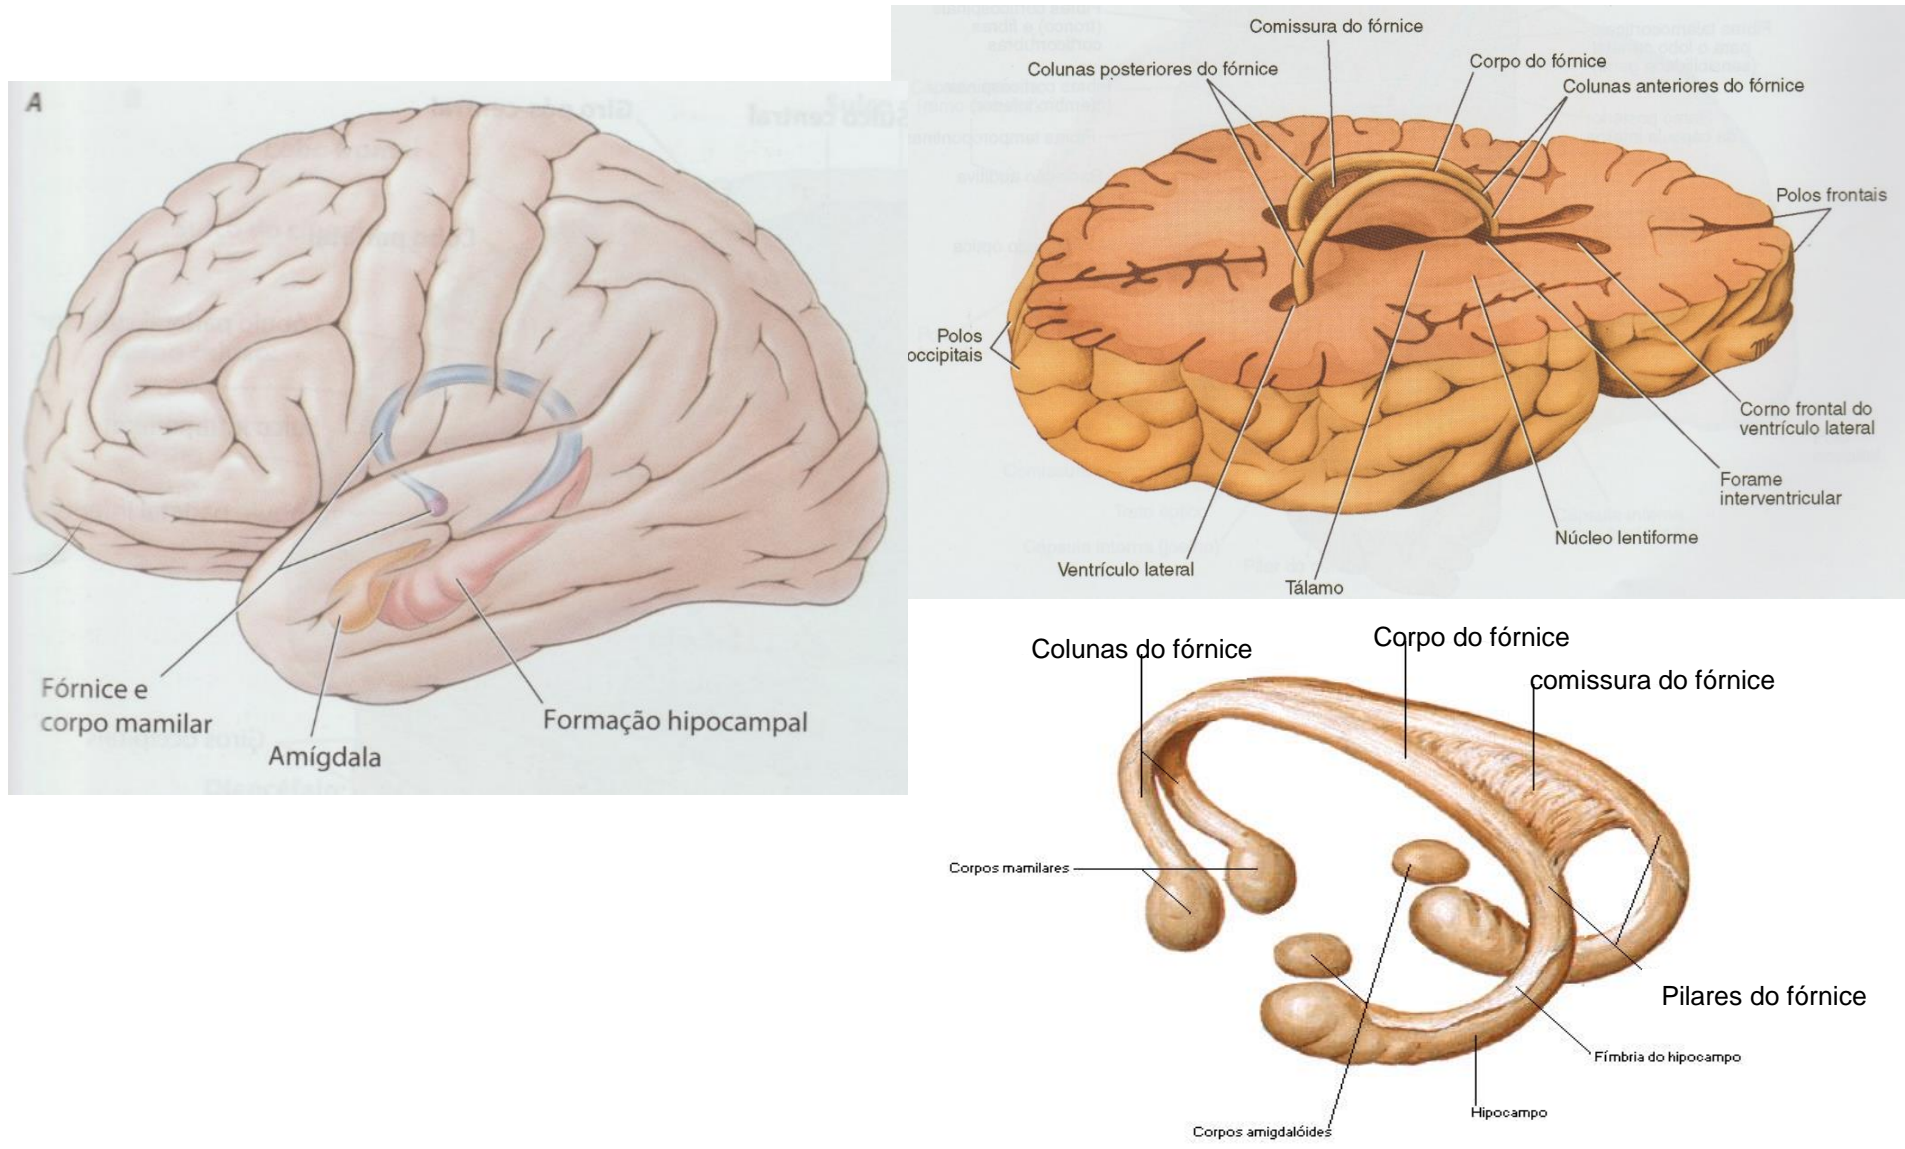 A
Fórnice e
corpo mamilar
Amígdala
Formação hipocampal
Comissura do fórnice
Colunas posteriores do fórnice
Corpo do fórnice
Colunas anteriores do fórnice
Polos frontais
Polos
occipitais
Corno frontal do
ventrículo lateral
Forame
interventricular
Núcleo lentiforme
Ventrículo lateral
Tálamo
Colunas do fórnice
Corpo do fórnice
comissura do fórnice
Corpos mamilares
Pilares do fórnice
Fímbria do hipocampo
Hipocampo
Corpos amigdalóides